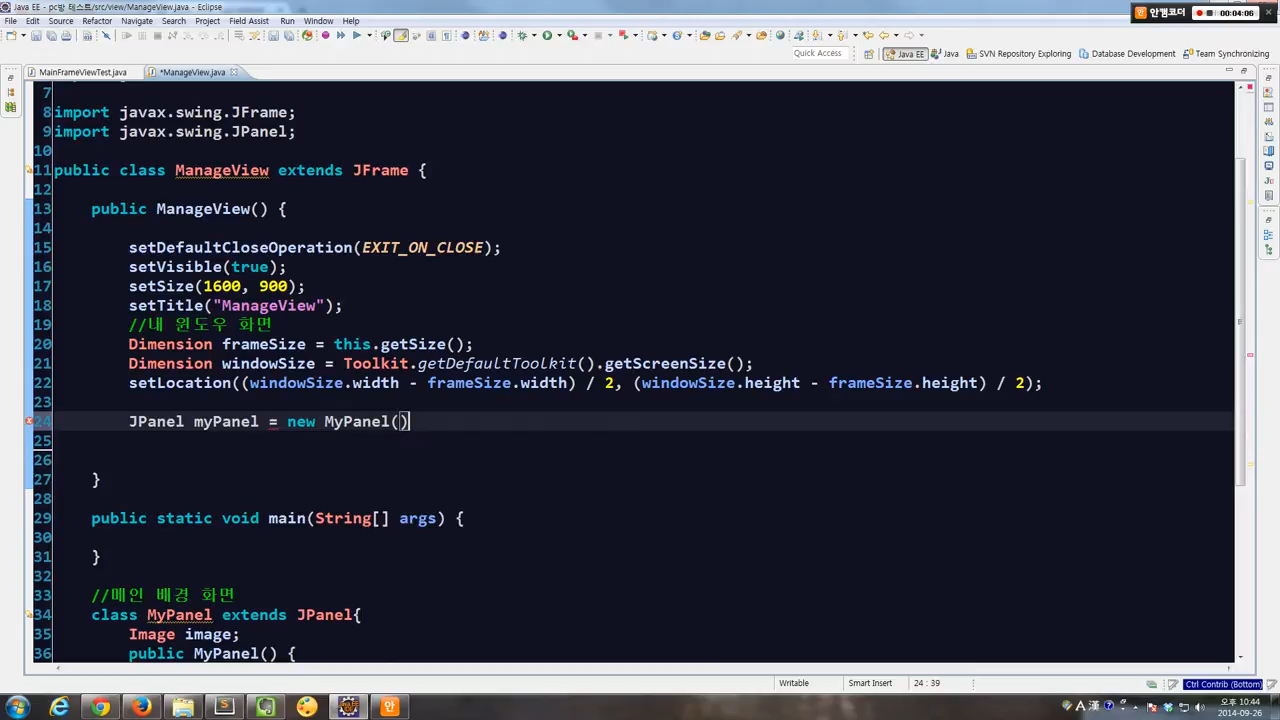 Java EE - pc방 테스트/src/view/ManageView.java - Eclipse
안캠코더
00:04:06
File Edit Source Refactor Navigate Search Project Field Assist Run Window Help
Quick Access
Java EE
Java
SVN Repository Exploring
Database Development
Team Synchronizing
MainFrameViewTest.java
*ManageView.java
7
8 import javax.swing.JFrame;
9 import javax.swing.JPanel;
10
11 public class ManageView extends JFrame {
12
13 public ManageView() {
14
15 setDefaultCloseOperation(EXIT_ON_CLOSE);
16 setVisible(true);
17 setSize(1600, 900);
18 setTitle("ManageView");
19 //내 윈도우 화면
20 Dimension frameSize = this.getSize();
21 Dimension windowSize = Toolkit.getDefaultToolkit().getScreenSize();
22 setLocation((windowSize.width - frameSize.width) / 2, (windowSize.height - frameSize.height) / 2);
23
24 JPanel myPanel = new MyPanel()
25
26
27 }
28
29 public static void main(String[] args) {
30
31 }
32
33 //메인 배경 화면
34 class MyPanel extends JPanel{
35 Image image;
36 public MyPanel() {
Writable
Smart Insert
24 : 39
Ctrl Contrib (Bottom)
A 漢
오후 10:44
2014-09-26